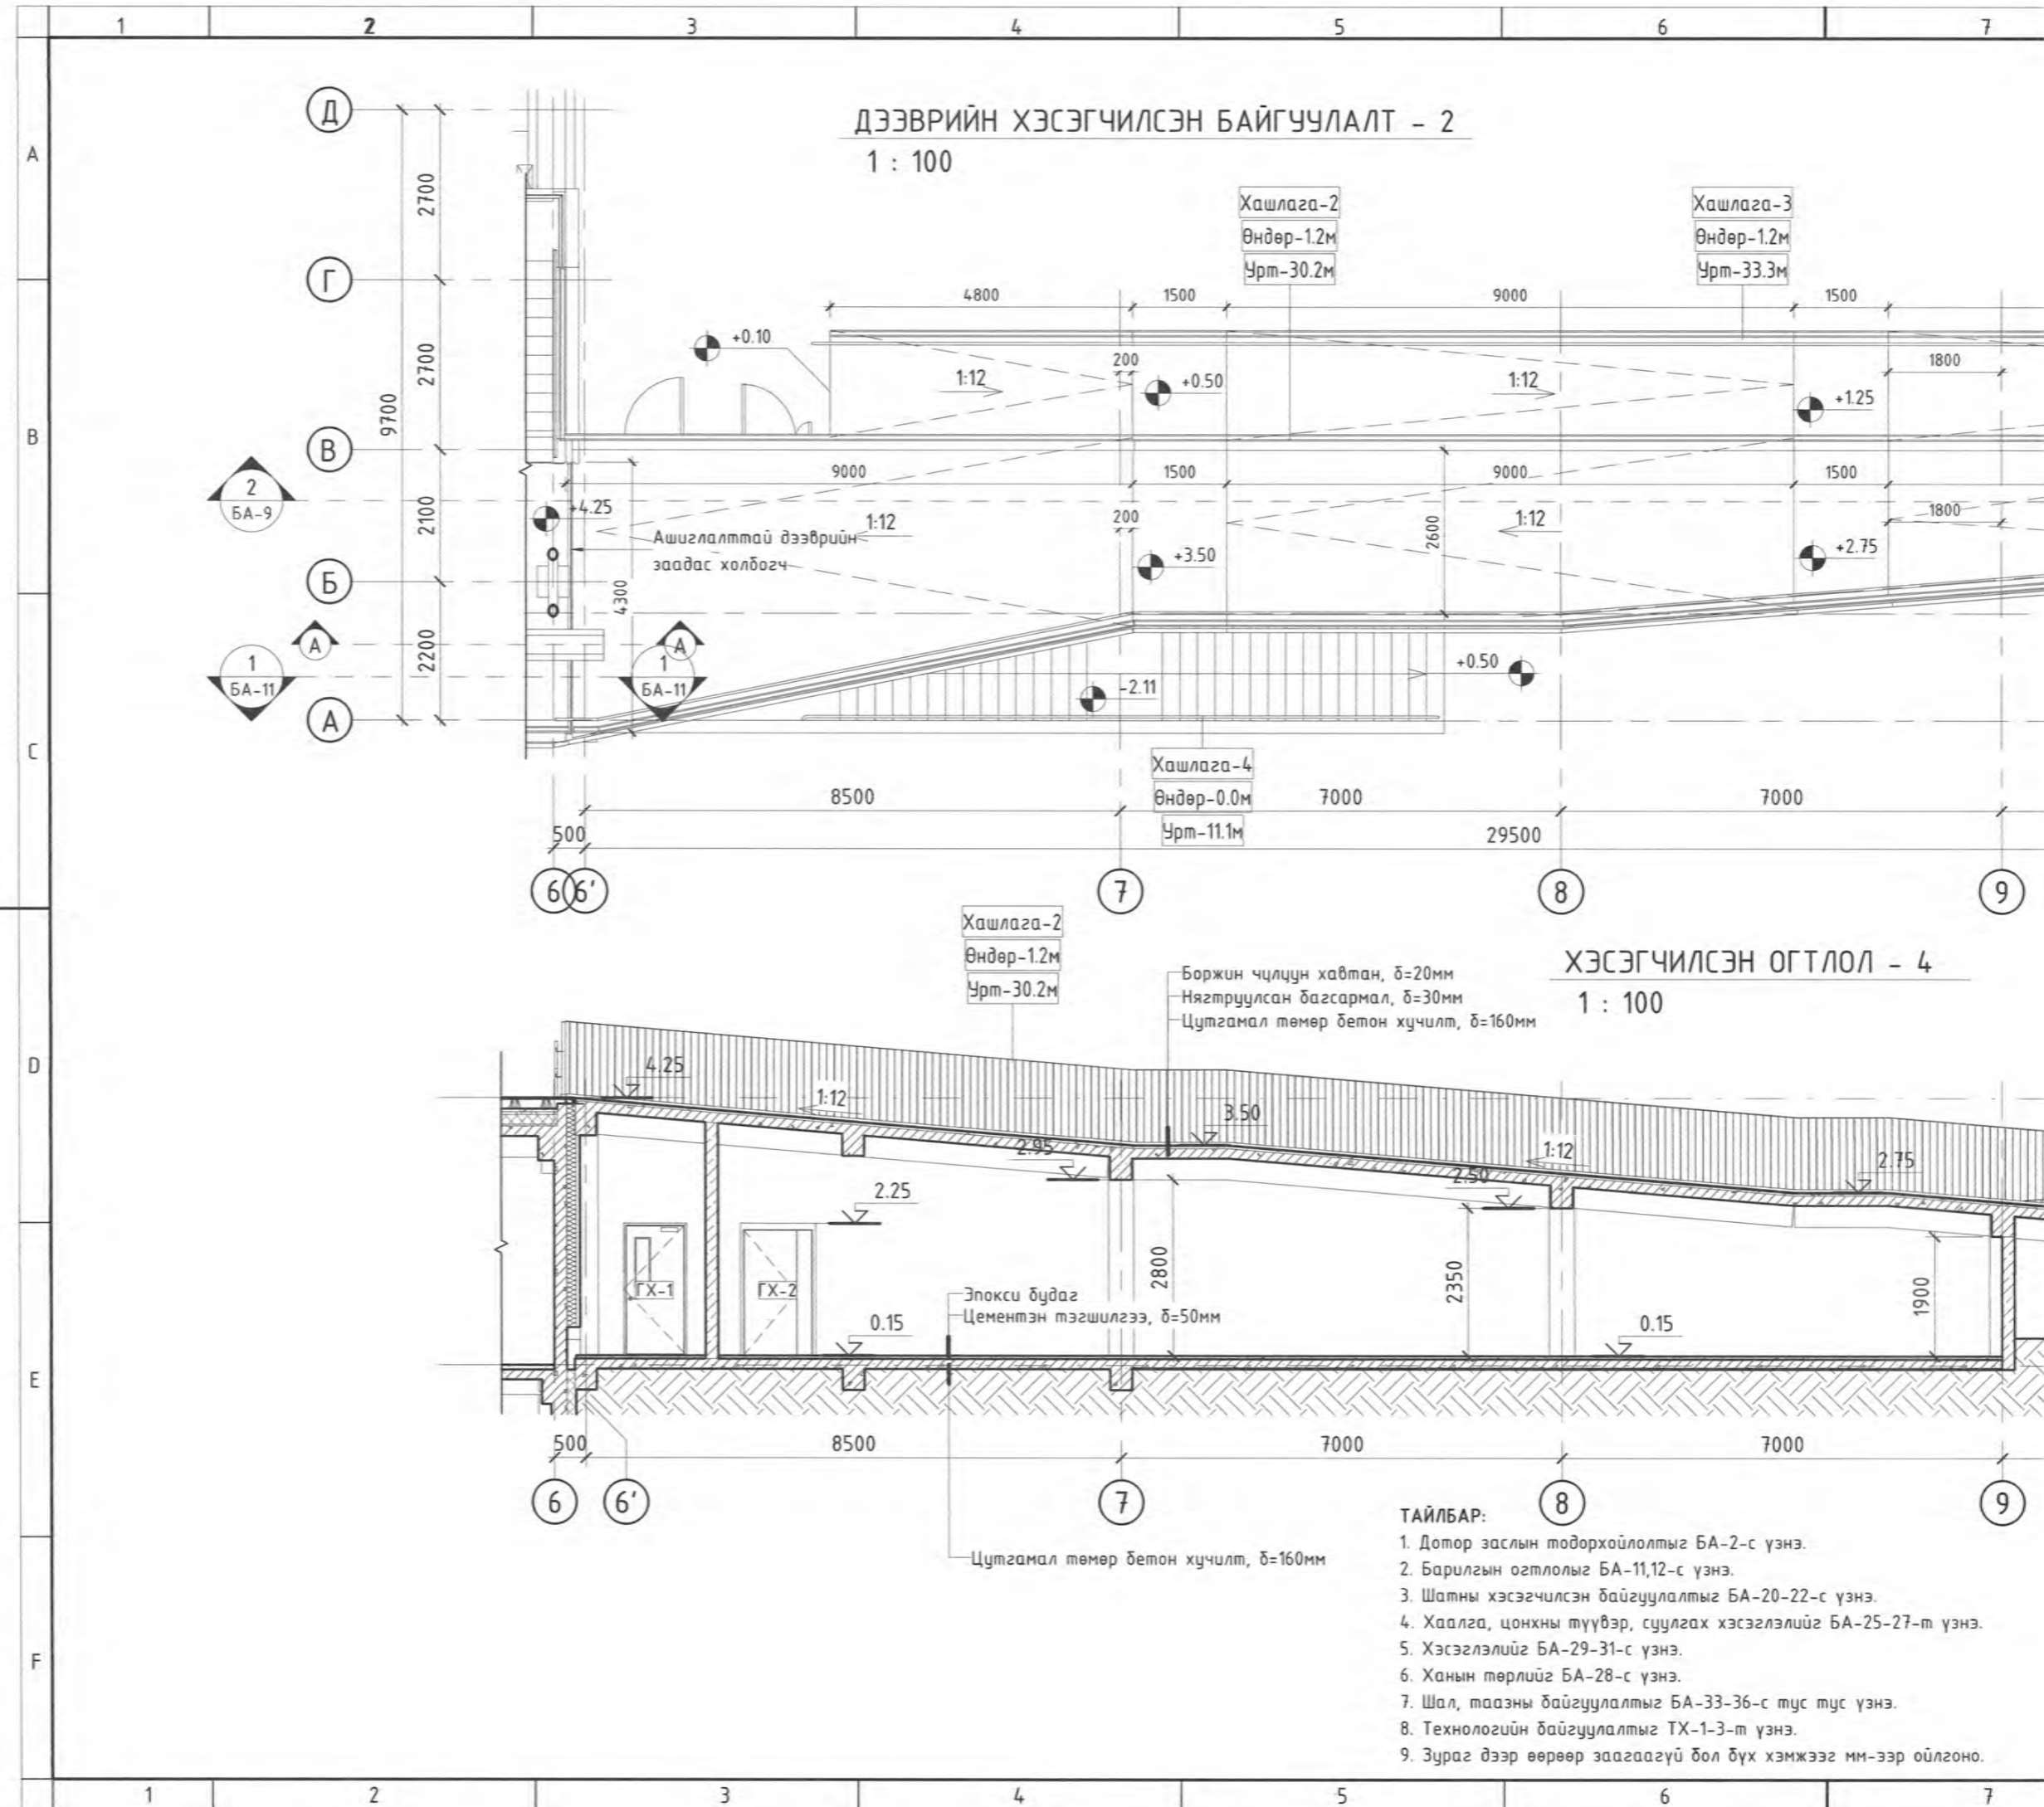 1 2 3 4 5 6 7
A
B
C
D
E
F
ДЭЭВРИЙН ХЭСЭГЧИЛСЭН БАЙГУУЛАЛТ - 2
1 : 100
Д
Г
В
Б
А
2700
2700
2100
2200
9700
Хашлага-2
Өндөр-1.2м
Урт-30.2м
Хашлага-3
Өндөр-1.2м
Урт-33.3м
4800 1500 9000 1500
+0.10
200
1800
1:12
+0.50
1:12
+1.25
9000 1500 9000 1500
2
БА-9
+4.25
Ашиглалттай дээврийн
заадас холбогч
1:12
200
+3.50
2600
1:12
1800
+2.75
4300
А
А
1
БА-11
1
БА-11
-2.11
+0.50
Хашлага-4
Өндөр-0.0м
Урт-11.1м
8500 7000 7000
500 29500
6 6' 7 8 9
Хашлага-2
Өндөр-1.2м
Урт-30.2м
Боржин чулуун хавтан, δ=20мм
Нягтруулсан багсармал, δ=30мм
Цутгамал төмөр бетон хучилт, δ=160мм
ХЭСЭГЧИЛСЭН ОГТЛОЛ - 4
1 : 100
4.25
1:12
3.50
2.95
1:12
2.50
2.75
2.25
2800
2350
1900
ГХ-1
ГХ-2
Эпокси будаг
Цементэн тэгшилгээ, δ=50мм
0.15
0.15
500 8500 7000 7000
6 6' 7 8 9
Цутгамал төмөр бетон хучилт, δ=160мм
ТАЙЛБАР:
1. Дотор заслын тодорхойлолтыг БА-2-с үзнэ.
2. Барилгын огтлолыг БА-11,12-с үзнэ.
3. Шатны хэсэгчилсэн байгуулалтыг БА-20-22-с үзнэ.
4. Хаалга, цонхны түүвэр, суулгах хэсэглэлийг БА-25-27-т үзнэ.
5. Хэсэглэлийг БА-29-31-с үзнэ.
6. Ханын төрлийг БА-28-с үзнэ.
7. Шал, таазны байгуулалтыг БА-33-36-с тус тус үзнэ.
8. Технологийн байгуулалтыг ТХ-1-3-т үзнэ.
9. Зураг дээр өөрөөр заагаагүй бол бүх хэмжээг мм-ээр ойлгоно.
1 2 3 4 5 6 7